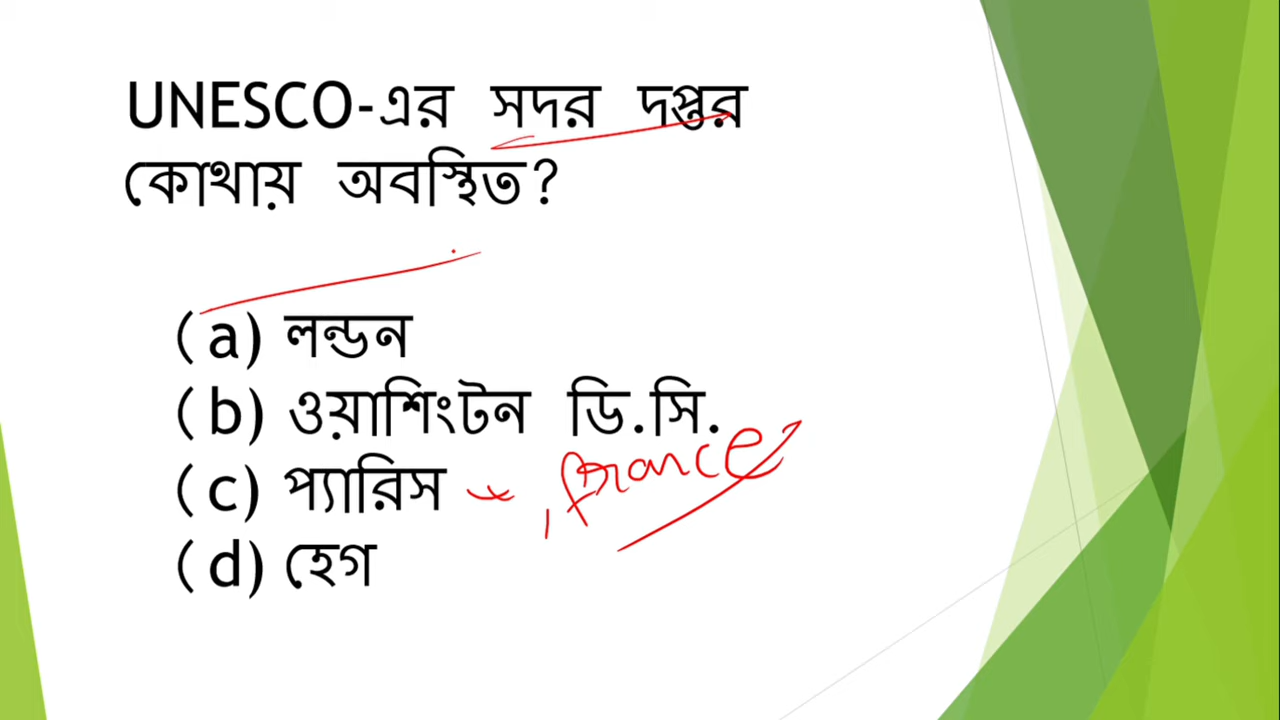 UNESCO-এর সদর দপ্তর
কোথায় অবস্থিত?
(a) লন্ডন
(b) ওয়াশিংটন ডি.সি.
(c) প্যারিস , france
(d) হেগ